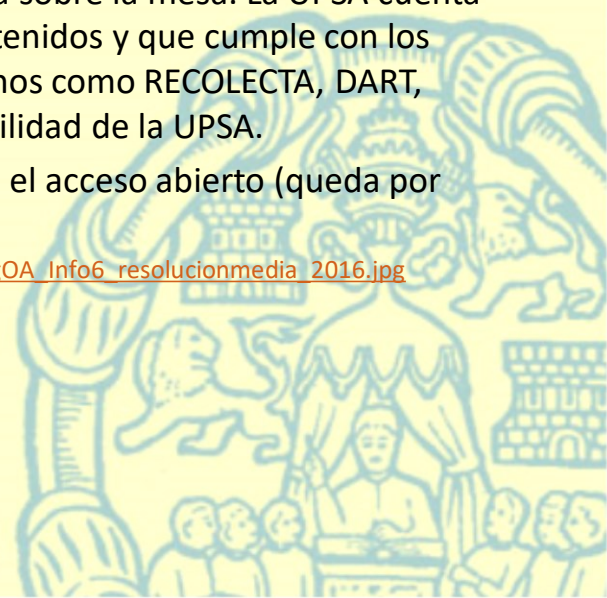 a sobre la mesa. La UPSA cuenta
tenidos y que cumple con los
nos como RECOLECTA, DART,
ilidad de la UPSA.
el acceso abierto (queda por
OA_Info6_resolucionmedia_2016.jpg